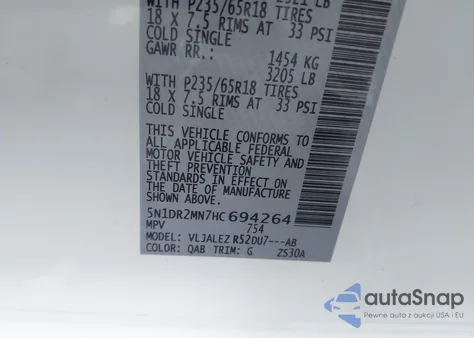 WITH P235/65R18 TIRES
18 X 7.5 RIMS AT 33 PSI
COLD SINGLE
GAWR RR.: 1454 KG
3205 LB
WITH P235/65R18 TIRES
18 X 7.5 RIMS AT 33 PSI
COLD SINGLE
THIS VEHICLE CONFORMS TO
ALL APPLICABLE FEDERAL
MOTOR VEHICLE SAFETY AND
THEFT PREVENTION
STANDARDS IN EFFECT ON
THE DATE OF MANUFACTURE
SHOWN ABOVE.
5N1DR2MN7HC694264
MPV 754
MODEL: VLJALEZ R52DU7---AB
COLOR: QAB TRIM: G ZS30A
autoSnap
Pewne auta z aukcji USA i EU